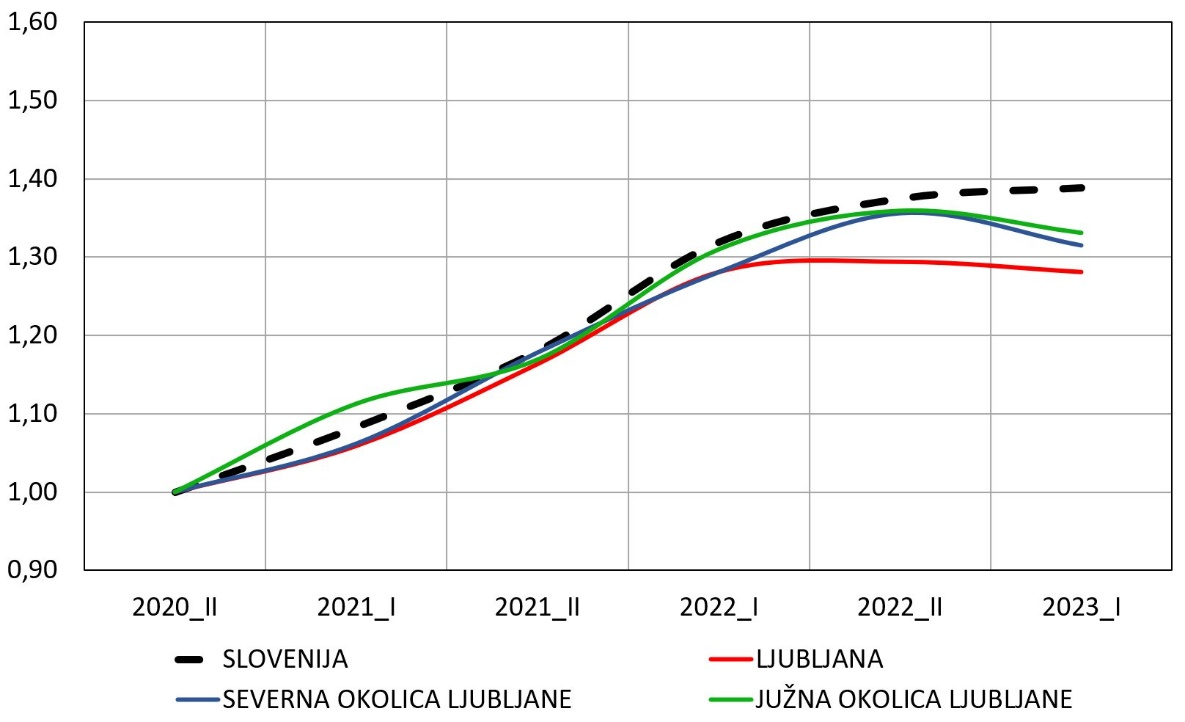 1,60
1,50
1,40
1,30
1,20
1,10
1,00
0,90
2020_II 2021_I 2021_II 2022_I 2022_II 2023_I
SLOVENIJA LJUBLJANA
SEVERNA OKOLICA LJUBLJANE JUŽNA OKOLICA LJUBLJANE